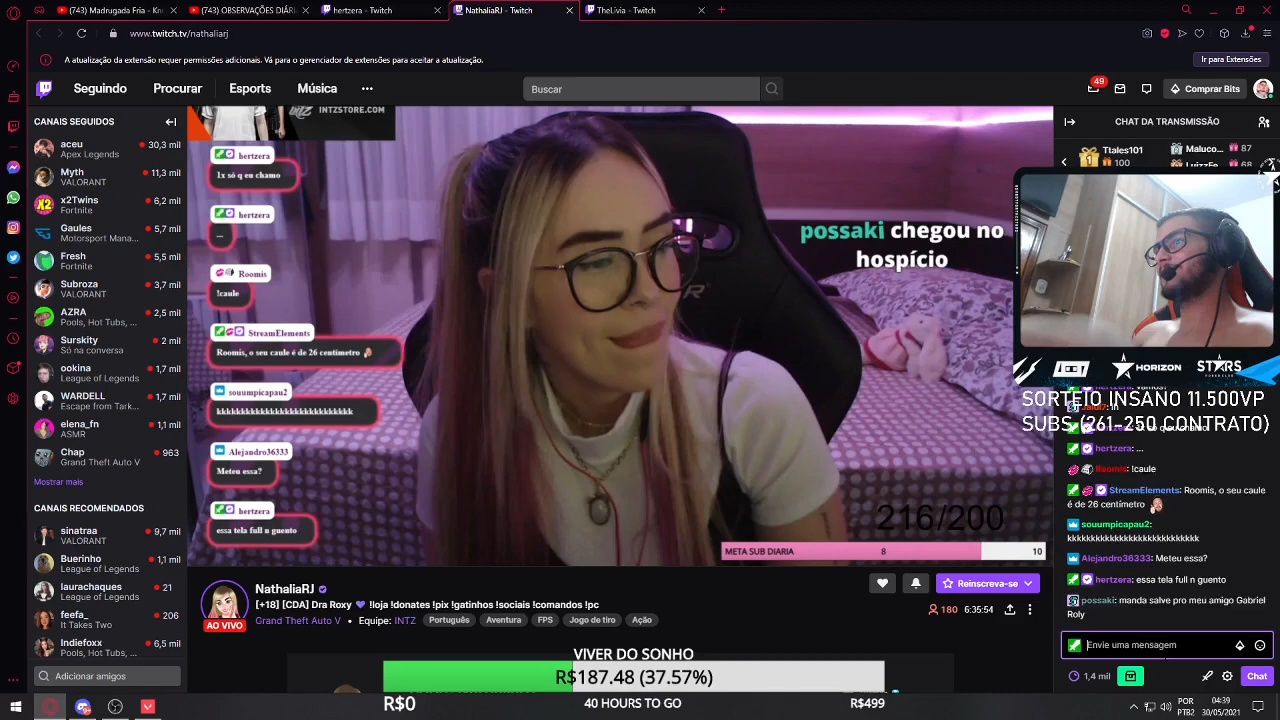 (303) Madrugada Fria - Kn
(303) OBSERVAÇÕES DIÁRI
hertzera - Twitch
NathaliaRJ - Twitch
TheLirili - Twitch
www.twitch.tv/nathaliarj
A atualização da extensão requer novas permissões. Vá para o gerenciador de extensões para aceitar a atualização.
Ir para Extensões
Seguindo
Procurar
Esports
Música
Buscar
49
Comprar Bits
CANAIS SEGUIDOS
aceu
30,3 mil
Apex Legends
Myth
11,3 mil
VALORANT
x2Twins
6,2 mil
Fortnite
Gaules
5,7 mil
Motorsport Mana...
Fresh
5,5 mil
Fortnite
Subroza
3,7 mil
VALORANT
AZRA
2,5 mil
Pools, Hot Tubs, ...
Surskity
2 mil
Só na conversa
ookina
1,7 mil
League of Legends
WARDELL
1,7 mil
Escape from Tark...
elena_fn
1,1 mil
ASMR
Chap
963
Grand Theft Auto V
Mostrar mais
CANAIS RECOMENDADOS
sinatraa
9,7 mil
VALORANT
Buerinho
1,1 mil
League of Legends
laurachaques
21
League of Legends
feefa_
206
It Takes Two
Indiefoxx
6,5 mil
Pools, Hot Tubs, ...
Adicionar amigos
INTZSTORE.COM
hertzera
1x só q eu chamo
hertzera
...
Roomis
!caule
StreamElements
Roomis, o seu caule é de 26 centímetro
souumpicapau2
kkkkkkkkkkkkkkkkkkkkkkkkkkkk
Alejandro36333
Meteu essa?
hertzera
essa tela full n guento
possaki chegou no
hospício
216/200
META SUB DIARIA
8
10
NathaliaRJ
[+18] [CDA] Dra Roxy 💜 !loja !donates !pix !gatinhos !sociais !comandos !pc
Grand Theft Auto V • Equipe: INTZ
Português
Aventura
FPS
Jogo de tiro
Ação
AO VIVO
Reinscreva-se
180
6:35:54
VIVER DO SONHO
R$187.48 (37.57%)
R$0
40 HOURS TO GO
R$499
CHAT DA TRANSMISSÃO
Tiales101
100
Maluco...
87
HORIZON
STARS
SORTEIO INSANO 11.500VP
SUBS (261-250 CONTRATO)
hertzera: ...
Roomis: !caule
StreamElements: Roomis, o seu caule
é de 26 centímetro
souumpicapau2:
kkkkkkkkkkkkkkkkkkkkkkkkkkkk
Alejandro36333: Meteu essa?
hertzera: essa tela full n guento
possaki: manda salve pro meu amigo Gabriel
Roly
Envie uma mensagem
1,4 mil
Chat
POR
PTB2
04:39
30/05/2021